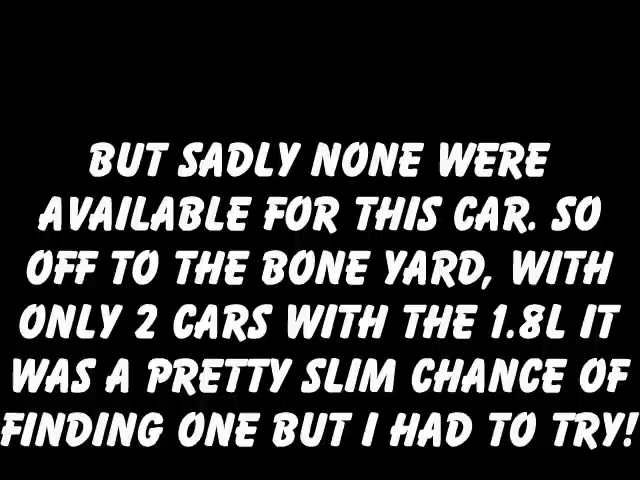 BUT SADLY NONE WERE
AVAILABLE FOR THIS CAR. SO
OFF TO THE BONE YARD, WITH
ONLY 2 CARS WITH THE 1.8L IT
WAS A PRETTY SLIM CHANCE OF
FINDING ONE BUT I HAD TO TRY!